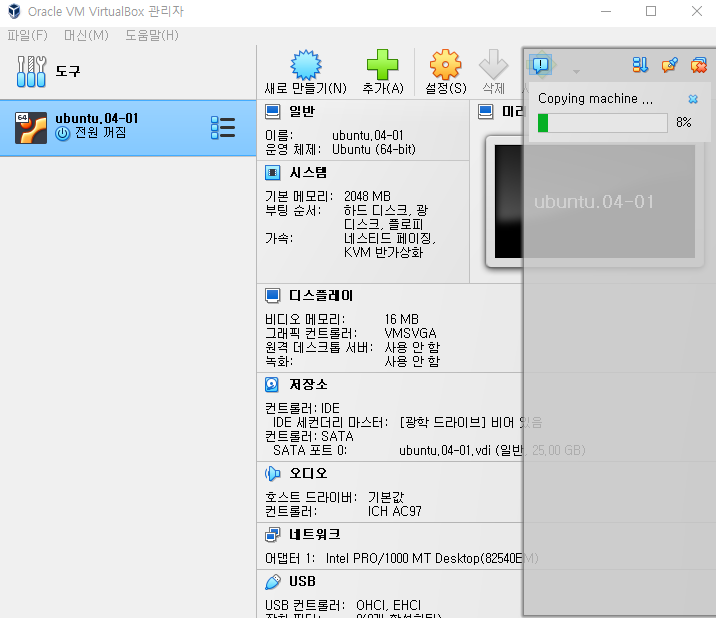 Oracle VM VirtualBox 관리자
파일(F) 머신(M) 도움말(H)
도구
새로 만들기(N) 추가(A) 설정(S) 삭제
64 ubuntu.04-01
전원 꺼짐
Copying machine ...
8%
일반
이름: ubuntu.04-01
운영 체제: Ubuntu (64-bit)
ubuntu.04-01
시스템
기본 메모리: 2048 MB
부팅 순서: 하드 디스크, 광
디스크, 플로피
가속: 네스티드 페이징,
KVM 반가상화
디스플레이
비디오 메모리: 16 MB
그래픽 컨트롤러: VMSVGA
원격 데스크톱 서버: 사용 안 함
녹화: 사용 안 함
저장소
컨트롤러: IDE
IDE 세컨더리 마스터: [광학 드라이브] 비어 있음
컨트롤러: SATA
SATA 포트 0: ubuntu.04-01.vdi (일반, 25.00 GB)
오디오
호스트 드라이버: 기본값
컨트롤러: ICH AC97
네트워크
어댑터 1: Intel PRO/1000 MT Desktop(82540EM)
USB
USB 컨트롤러: OHCI, EHCI